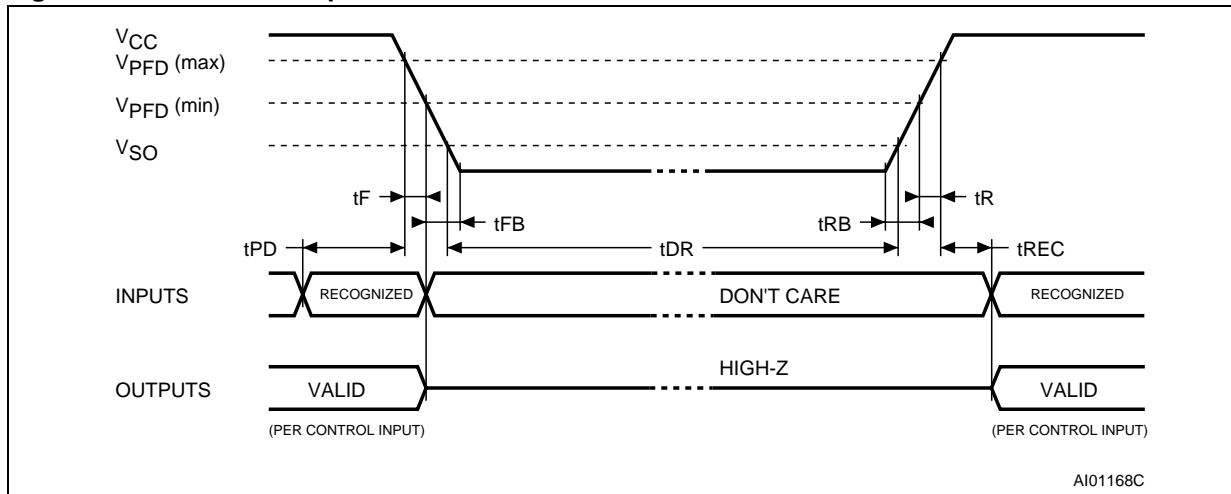 VCC
VPFD (max)
VPFD (min)
VSO
tF
tFB
tR
tRB
tPD
tDR
tREC
INPUTS
RECOGNIZED
DON'T CARE
RECOGNIZED
HIGH-Z
OUTPUTS
VALID
VALID
(PER CONTROL INPUT)
(PER CONTROL INPUT)
AI01168C